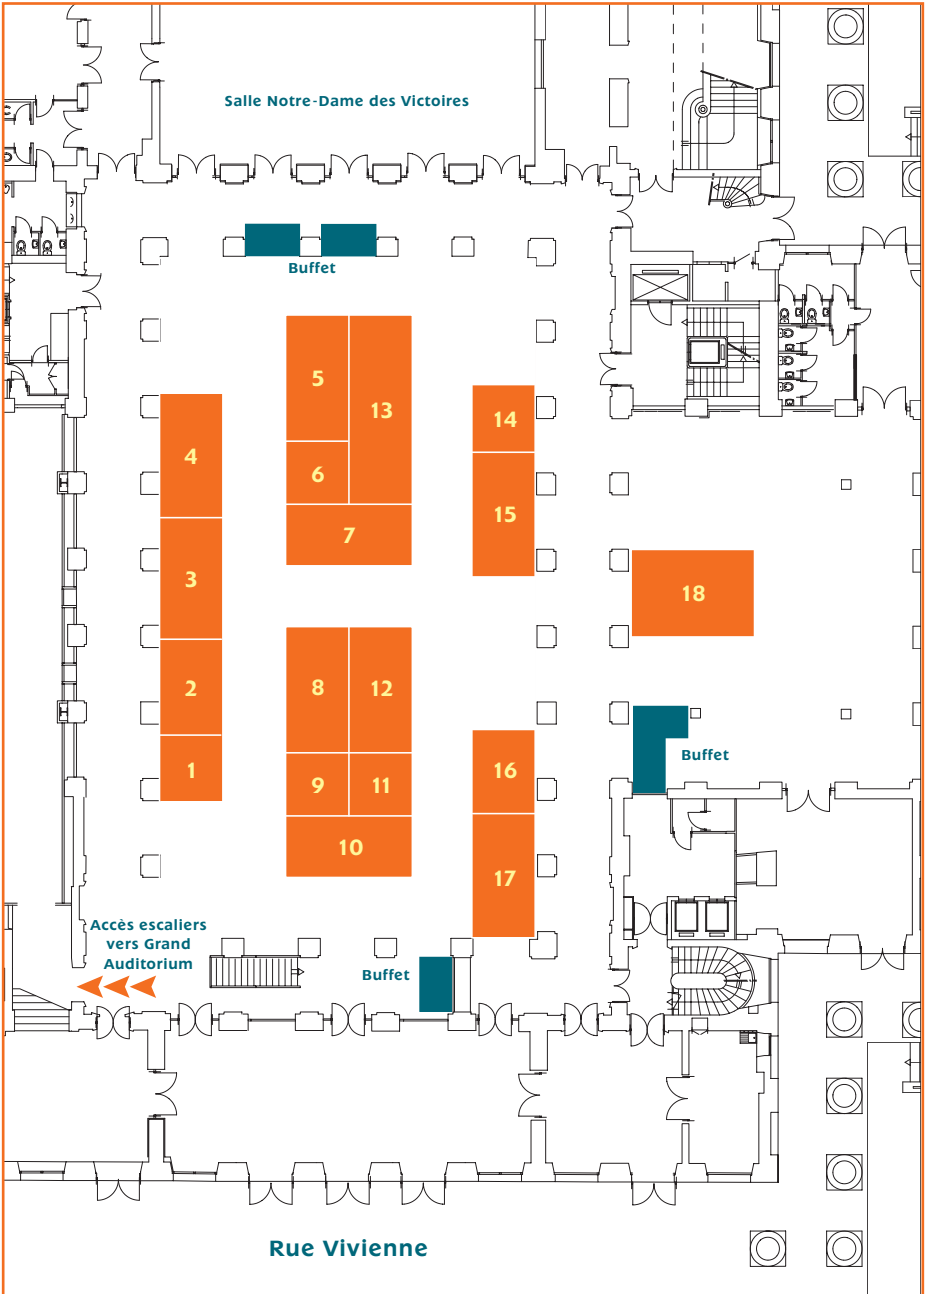 Salle Notre-Dame des Victoires
Buffet
5
13
14
4
6
15
7
3
18
8
12
2
Buffet
16
1
9
11
10
17
Accès escaliers
vers Grand
Auditorium
Buffet
Rue Vivienne